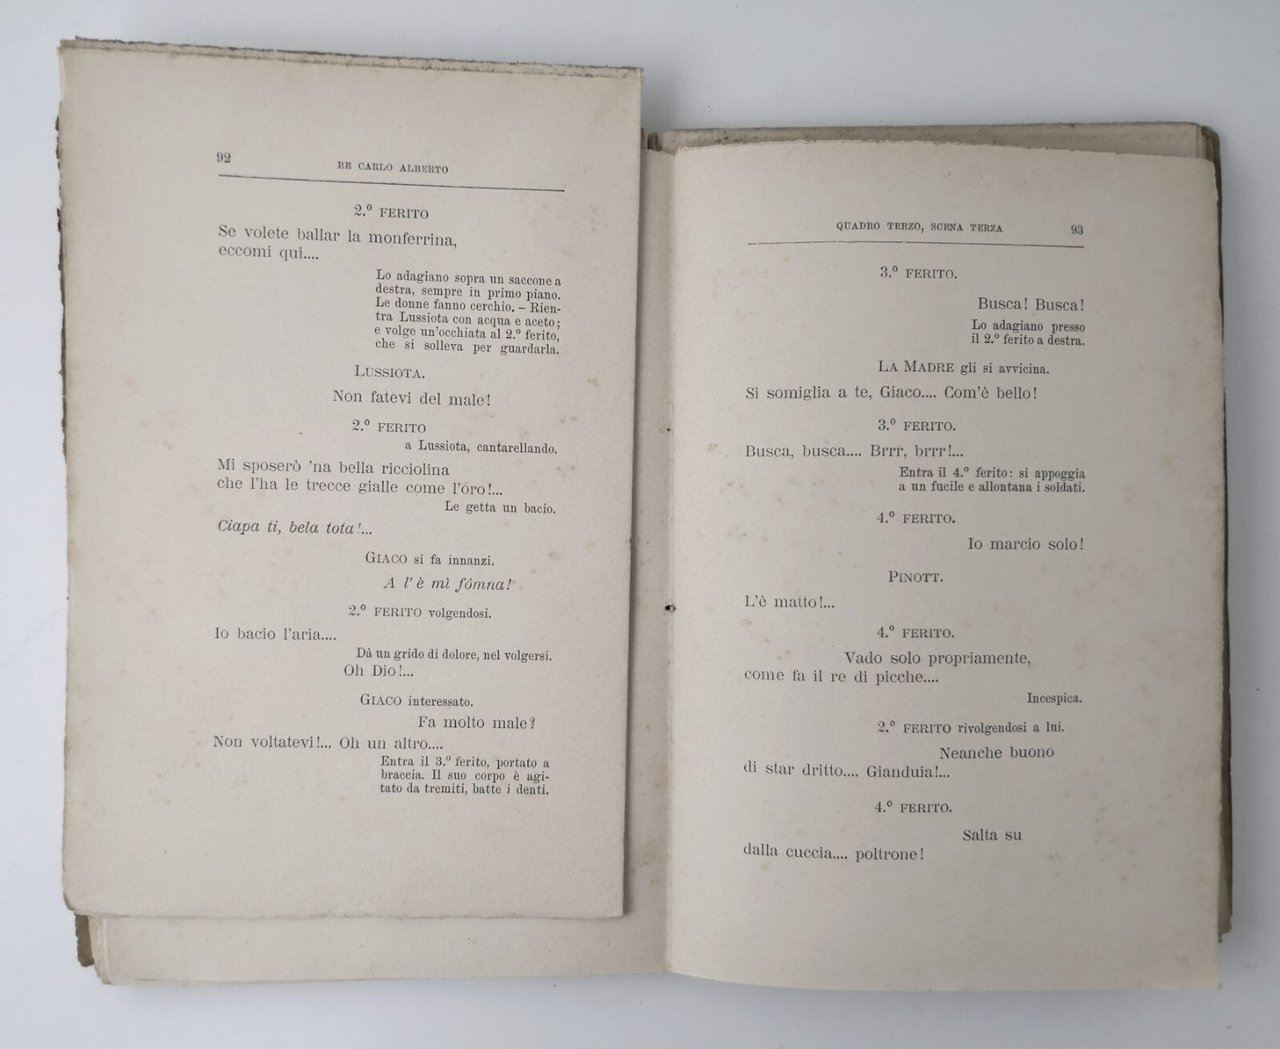 92
RE CARLO ALBERTO
2.º FERITO
Se volete ballar la monferrina,
eccomi qui....
Lo adagiano sopra un saccone a
destra, sempre in primo piano.
Le donne fanno cerchio. – Rien-
tra Lussiota con acqua e aceto;
e volge un'occhiata al 2.º ferito,
che si solleva per guardarla.
LUSSIOTA.
Non fatevi del male!
2.º FERITO
a Lussiota, cantarellando.
Mi sposerò 'na bella ricciolina
che l'ha le trecce gialle come l'oro!...
Le getta un bacio.
Ciapa ti, bela tota!...
GIACO si fa innanzi.
A l'è mì fómna!
2.º FERITO volgendosi.
Io bacio l'aria....
Dà un grido di dolore, nel volgersi.
Oh Dio!...
GIACO interessato.
Fa molto male?
Non voltatevi!... Oh un altro....
Entra il 3.º ferito, portato a
braccia. Il suo corpo è agi-
tato da tremiti, batte i denti.
QUADRO TERZO, SCENA TERZA
93
3.º FERITO.
Busca! Busca!
Lo adagiano presso
il 2.º ferito a destra.
LA MADRE gli si avvicina.
Si somiglia a te, Giaco.... Com'è bello!
3.º FERITO.
Busca, busca.... Brrr, brrr!...
Entra il 4.º ferito: si appoggia
a un fucile e allontana i soldati.
4.º FERITO.
Io marcio solo!
PINOTT.
L'è matto!...
4.º FERITO.
Vado solo propriamente,
come fa il re di picche....
Incespica.
2.º FERITO rivolgendosi a lui.
Neanche buono
di star dritto.... Gianduia!...
4.º FERITO.
Salta su
dalla cuccia.... poltrone!